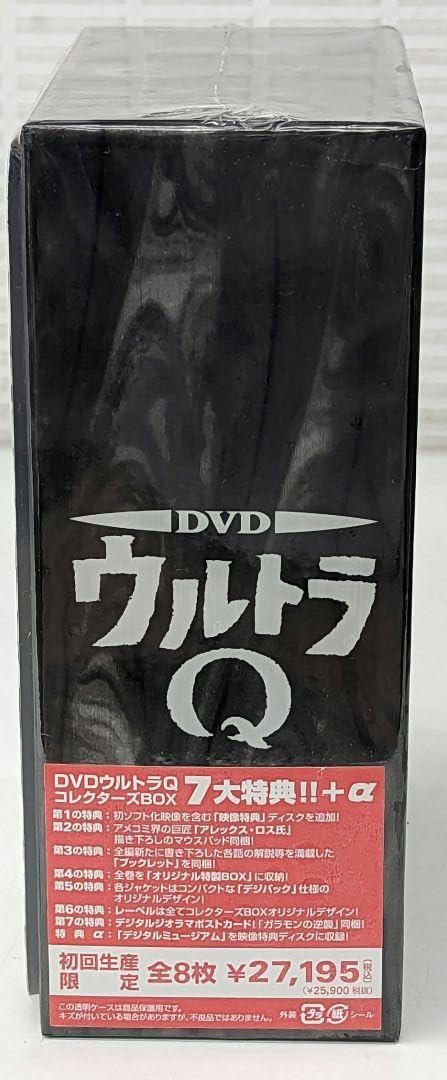 DVD
ウルトラ
Q
DVDウルトラQ
コレクターズBOX 7大特典!!+α
第1の特典:初ソフト化映像を含む「映像特典」ディスクを追加!
第2の特典:アメコミ界の巨匠「アレックス・ロス氏」
描き下ろしのマウスパッド同梱!
第3の特典:全編新たに書き下ろした各話の解説等を満載した
「ブックレット」を同梱!
第4の特典:全巻を「オリジナル特製BOX」に収納!
第5の特典:各ジャケットはコンパクトな「デジパック」仕様の
オリジナルデザイン!
第6の特典:レーベルは全てコレクターズBOXオリジナルデザイン!
第7の特典:デジタルジオラマポストカード!「ガラモンの逆襲」同梱!
特典α:「デジタルミュージアム」を映像特典ディスクに収録!
初回生産
限定 全8枚 ¥27,195(税込)
(¥25,900 税抜)
この透明ケースは商品保護用です。
キズが付いている場合がありますが、不良品ではありません。
外装 プラ 紙 シール